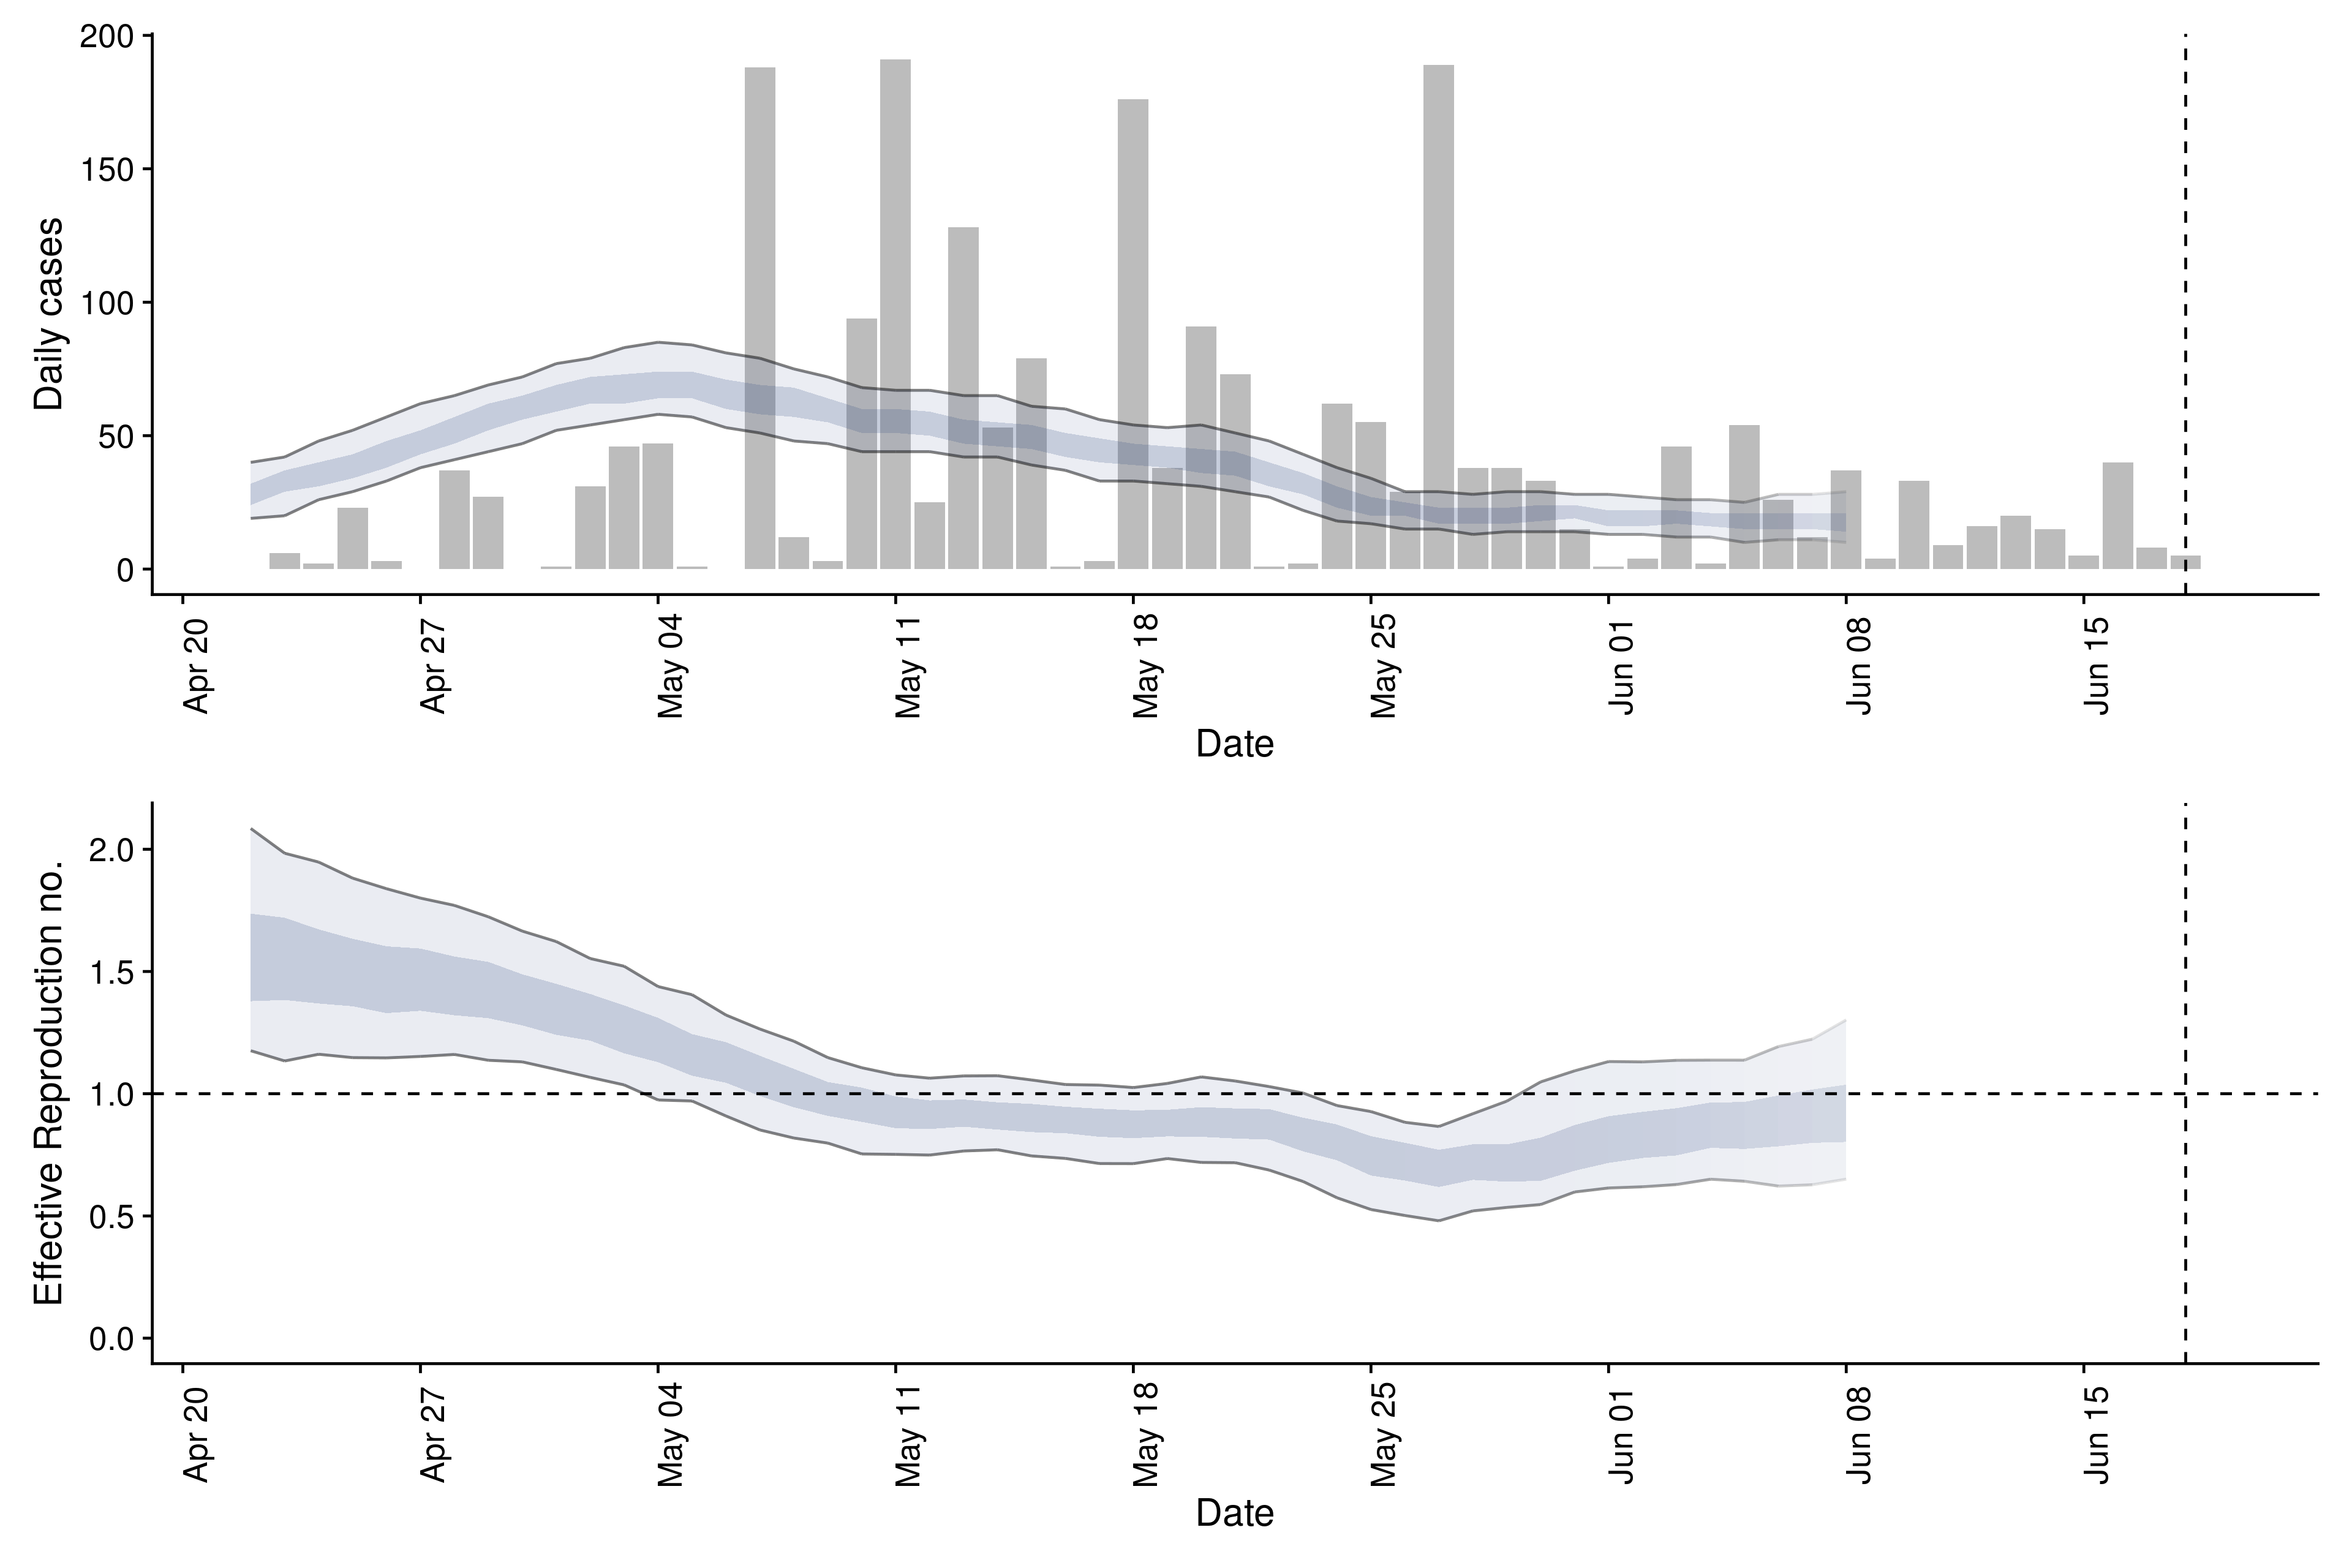 Daily cases
200
150
100
50
0
Apr 20
Apr 27
May 04
May 11
May 18
May 25
Jun 01
Jun 08
Jun 15
Date
Effective Reproduction no.
2.0
1.5
1.0
0.5
0.0
Apr 20
Apr 27
May 04
May 11
May 18
May 25
Jun 01
Jun 08
Jun 15
Date